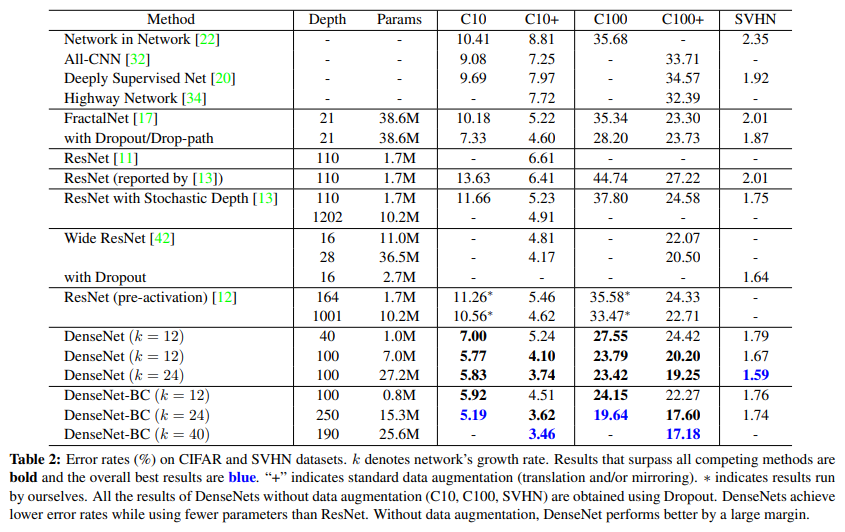 Method Depth Params C10 C10+ C100 C100+ SVHN
Network in Network [22] - - 10.41 8.81 35.68 - 2.35
All-CNN [32] - - 9.08 7.25 - 33.71 -
Deeply Supervised Net [20] - - 9.69 7.97 - 34.57 1.92
Highway Network [34] - - - 7.72 - 32.39 -
FractalNet [17] 21 38.6M 10.18 5.22 35.34 23.30 2.01
with Dropout/Drop-path 21 38.6M 7.33 4.60 28.20 23.73 1.87
ResNet [11] 110 1.7M - 6.61 - - -
ResNet (reported by [13]) 110 1.7M 13.63 6.41 44.74 27.22 2.01
ResNet with Stochastic Depth [13] 110 1.7M 11.66 5.23 37.80 24.58 1.75
1202 10.2M - 4.91 - - -
Wide ResNet [42] 16 11.0M - 4.81 - 22.07 -
28 36.5M - 4.17 - 20.50 -
with Dropout 16 2.7M - - - - 1.64
ResNet (pre-activation) [12] 164 1.7M 11.26* 5.46 35.58* 24.33 -
1001 10.2M 10.56* 4.62 33.47* 22.71 -
DenseNet (k = 12) 40 1.0M 7.00 5.24 27.55 24.42 1.79
DenseNet (k = 12) 100 7.0M 5.77 4.10 23.79 20.20 1.67
DenseNet (k = 24) 100 27.2M 5.83 3.74 23.42 19.25 1.59
DenseNet-BC (k = 12) 100 0.8M 5.92 4.51 24.15 22.27 1.76
DenseNet-BC (k = 24) 250 15.3M 5.19 3.62 19.64 17.60 1.74
DenseNet-BC (k = 40) 190 25.6M - 3.46 - 17.18 -
Table 2: Error rates (%) on CIFAR and SVHN datasets. k denotes network's growth rate. Results that surpass all competing methods are
bold and the overall best results are blue. "+" indicates standard data augmentation (translation and/or mirroring). * indicates results run
by ourselves. All the results of DenseNets without data augmentation (C10, C100, SVHN) are obtained using Dropout. DenseNets achieve
lower error rates while using fewer parameters than ResNet. Without data augmentation, DenseNet performs better by a large margin.